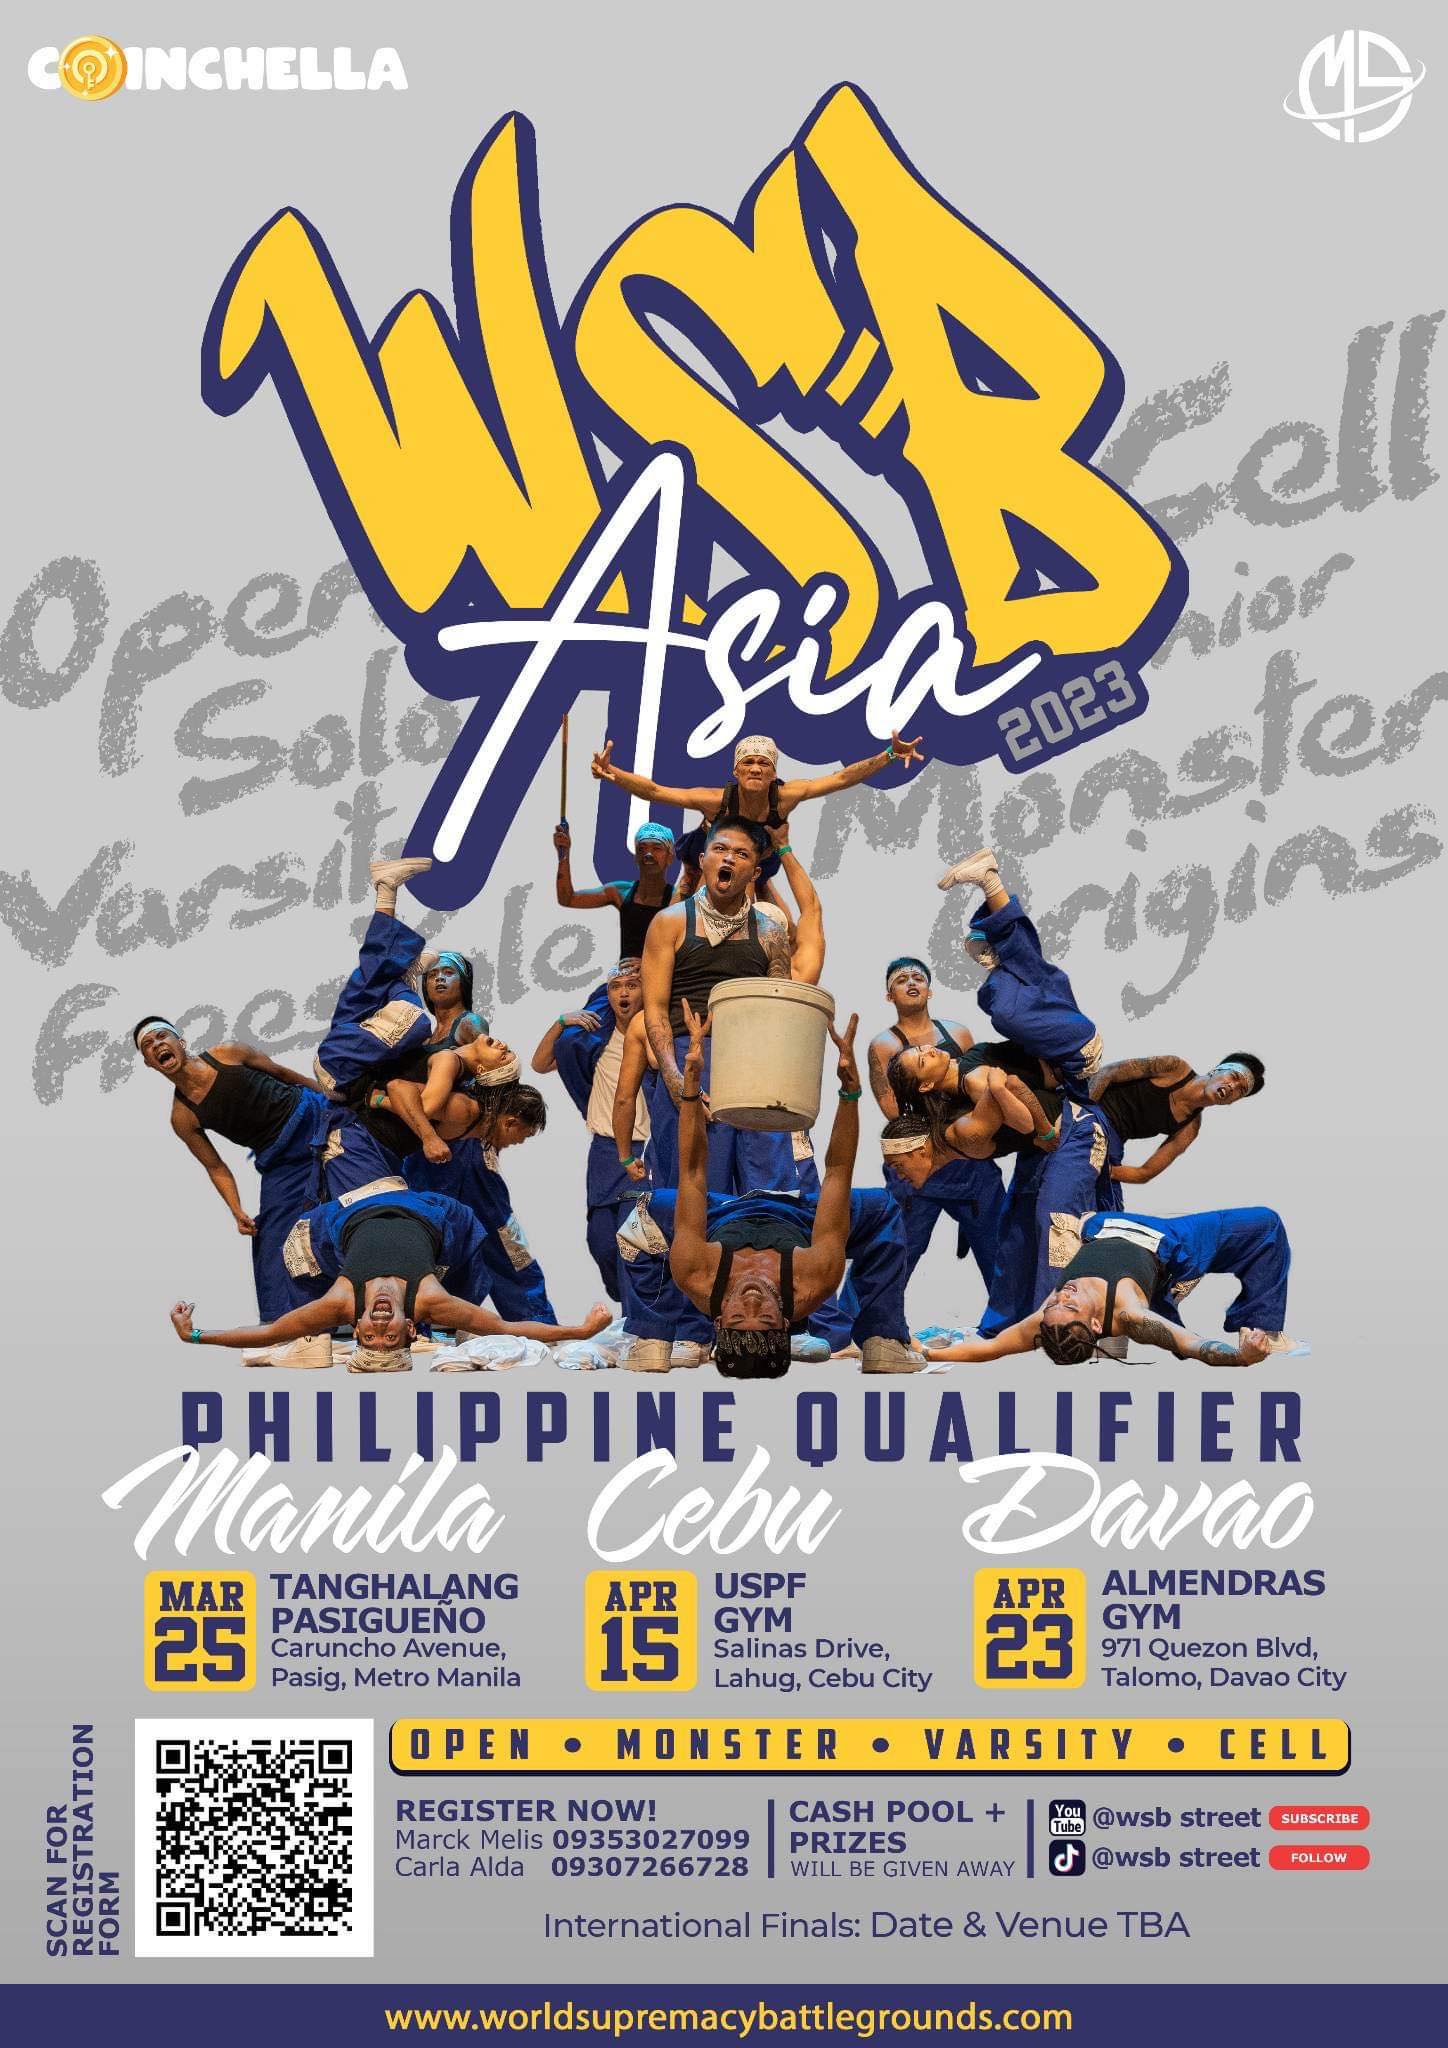 COINCHELLA
MS
WSB
Asia
2023
Open
Solo
Varsity
Freestyle
Cell
nior
Monster
Origins
PHILIPPINE QUALIFIER
Manila
MAR
25
TANGHALANG
PASIGUEÑO
Caruncho Avenue,
Pasig, Metro Manila
Cebu
APR
15
USPF
GYM
Salinas Drive,
Lahug, Cebu City
Davao
APR
23
ALMENDRAS
GYM
971 Quezon Blvd,
Talomo, Davao City
SCAN FOR
REGISTRATION
FORM
OPEN • MONSTER • VARSITY • CELL
REGISTER NOW!
Marck Melis 09353027099
Carla Alda 09307266728
CASH POOL +
PRIZES
WILL BE GIVEN AWAY
You Tube @wsb street SUBSCRIBE
@wsb street FOLLOW
International Finals: Date & Venue TBA
www.worldsupremacybattlegrounds.com